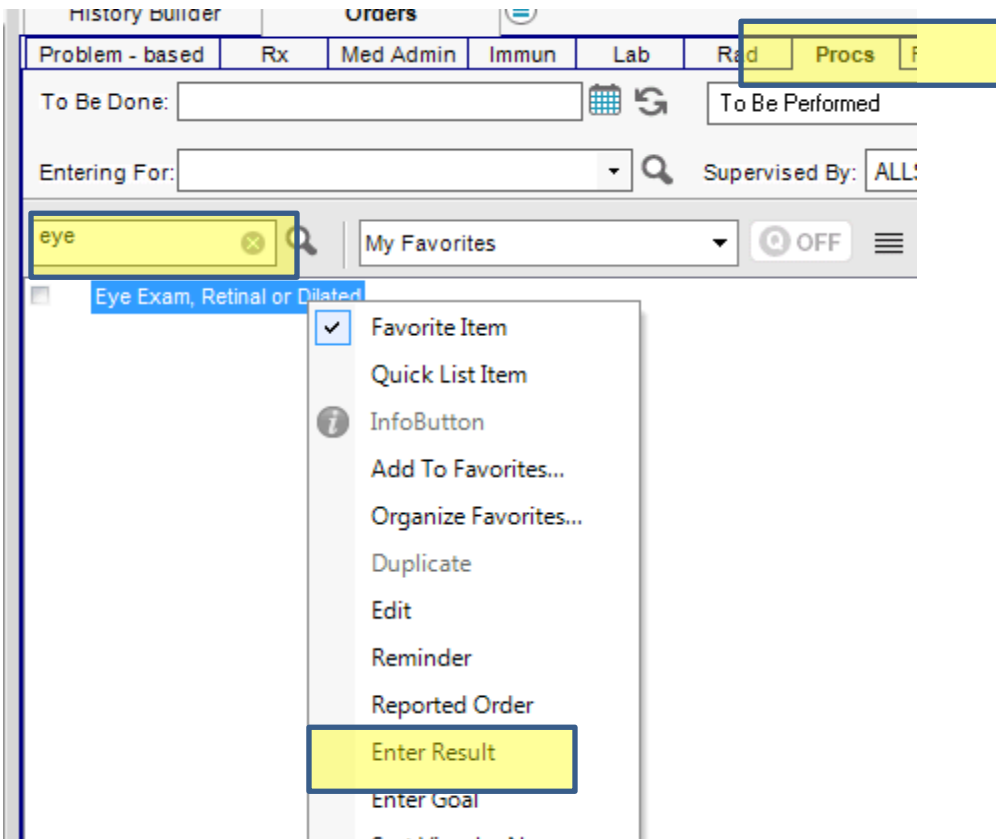 History Builder Orders
Problem - based Rx Med Admin Immun Lab Rad Procs
To Be Done: To Be Performed
Entering For: Supervised By: ALLS
eye My Favorites OFF
Eye Exam, Retinal or Dilated
Favorite Item
Quick List Item
InfoButton
Add To Favorites...
Organize Favorites...
Duplicate
Edit
Reminder
Reported Order
Enter Result
Enter Goal